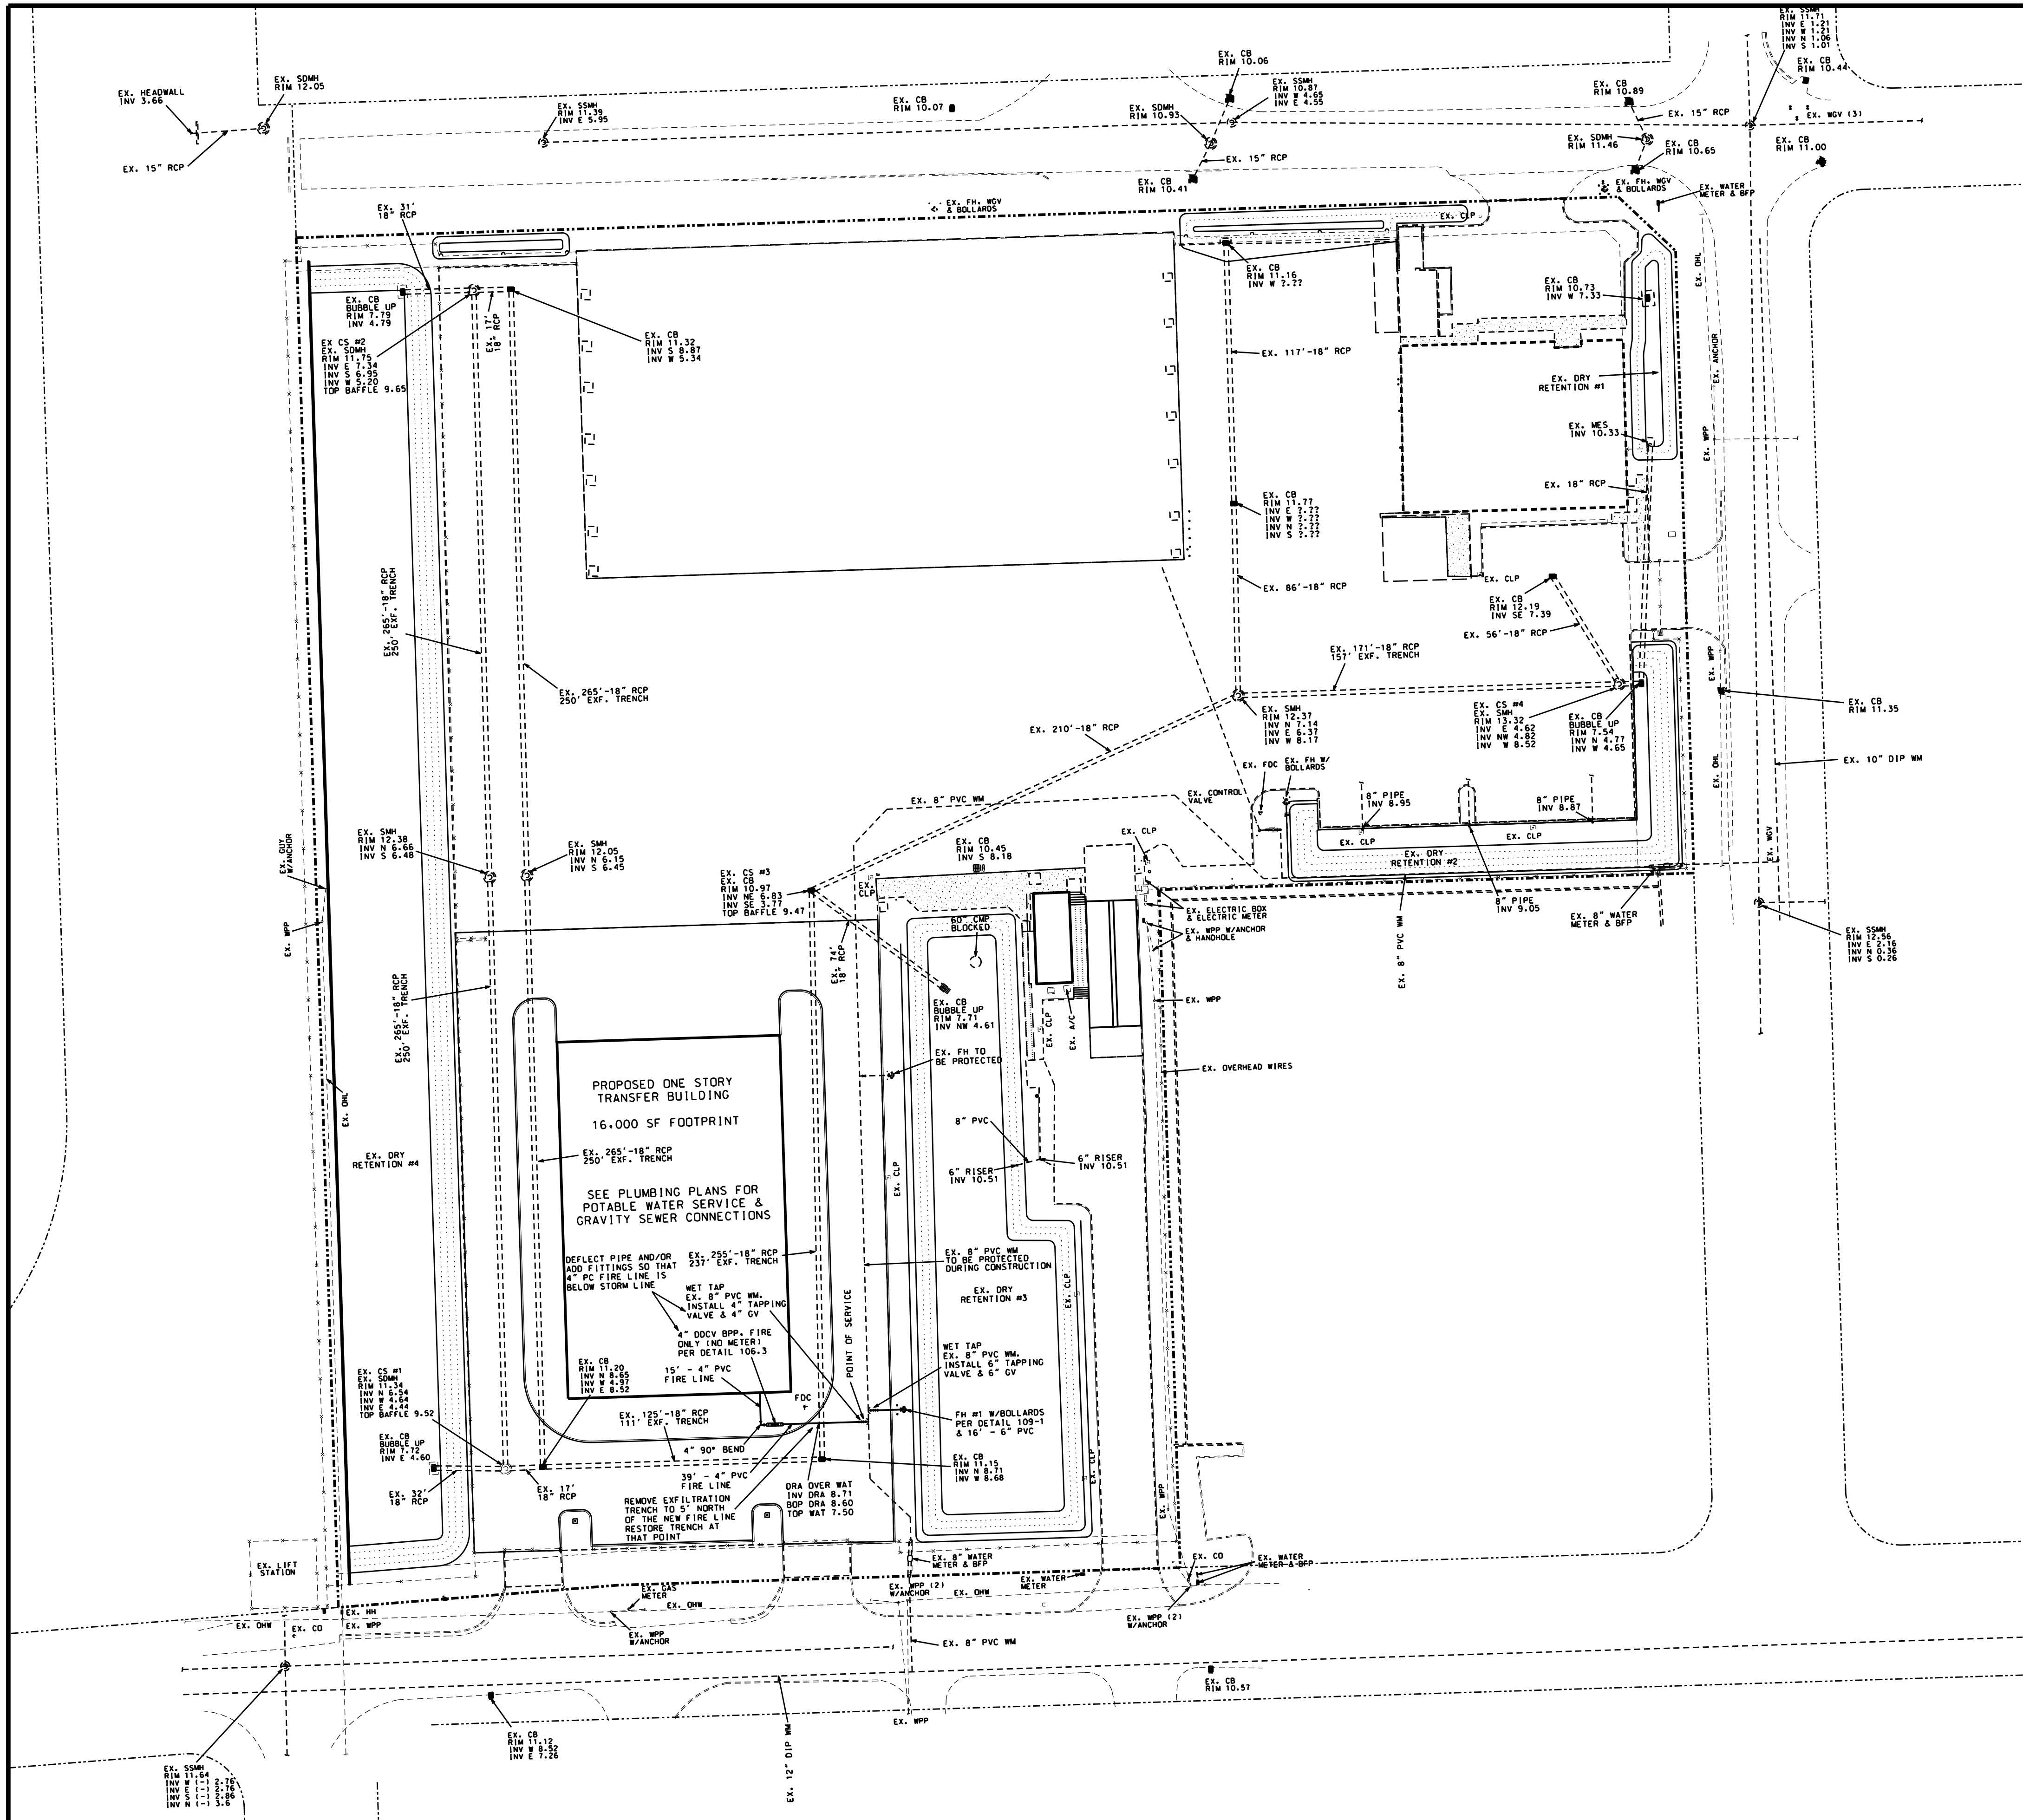 EX. SSMH
RIM 11.71
INV E 1.21
INV W 1.21
INV N 1.06
INV S 1.01
EX. CB
RIM 10.44
EX. HEADWALL
INV 3.66
EX. SDMH
RIM 12.05
EX. 15" RCP
EX. SSMH
RIM 11.39
INV E 5.95
EX. CB
RIM 10.07
EX. CB
RIM 10.06
EX. SSMH
RIM 10.87
INV W 4.65
INV E 4.55
EX. SDMH
RIM 10.93
EX. 15" RCP
EX. CB
RIM 10.41
EX. CB
RIM 10.89
EX. 15" RCP
EX. SDMH
RIM 11.46
EX. CB
RIM 10.65
EX. WGV (3)
EX. CB
RIM 11.00
EX. FH. WGV
& BOLLARDS
EX. WATER
METER & BFP
EX. FH. WGV
& BOLLARDS
EX. CLP
EX. 31'
18" RCP
EX. CB
BUBBLE UP
RIM 7.79
INV 4.79
EX CS #2
EX. SDMH
RIM 11.75
INV E 7.34
INV S 6.95
INV W 5.20
TOP BAFFLE 9.65
EX. 17'
18" RCP
EX. CB
RIM 11.32
INV S 8.87
INV W 5.34
EX. CB
RIM 11.16
INV W ?.??
EX. 117'-18" RCP
EX. CB
RIM 10.73
INV W 7.33
EX. OHL
EX. ANCHOR
EX. DRY
RETENTION #1
EX. MES
INV 10.33
EX. WPP
EX. 18" RCP
EX. CB
RIM 11.77
INV E ?.??
INV W ?.??
INV N ?.??
INV S ?.??
EX. 86'-18" RCP
EX. CLP
EX. CB
RIM 12.19
INV SE 7.39
EX. 56'-18" RCP
EX. 171'-18" RCP
157' EXF. TRENCH
EX. 265'-18" RCP
250' EXF. TRENCH
EX. 265'-18" RCP
250' EXF. TRENCH
EX. 210'-18" RCP
EX. SMH
RIM 12.37
INV N 7.14
INV E 6.37
INV W 8.17
EX. CS #4
EX. SMH
RIM 13.32
INV E 4.62
INV NW 4.82
INV W 8.52
EX. CB
BUBBLE UP
RIM 7.54
INV N 4.77
INV W 4.65
EX. WPP
EX. CB
RIM 11.35
EX. OHL
EX. 10" DIP WM
EX. FDC
EX. FH W/
BOLLARDS
EX. CONTROL
VALVE
EX. 8" PVC WM
8" PIPE
INV 8.95
8" PIPE
INV 8.87
EX. CLP
EX. CLP
EX. CLP
EX. DRY
RETENTION #2
EX. WGV
EX. GUY
W/ANCHOR
EX. SMH
RIM 12.38
INV N 6.66
INV S 6.48
EX. SMH
RIM 12.05
INV N 6.15
INV S 6.45
EX. CS #3
EX. CB
RIM 10.97
NV NE 6.83
INV SE 3.77
TOP BAFFLE 9.47
EX. CB
RIM 10.45
INV S 8.18
EX.
CLP
EX. ELECTRIC BOX
& ELECTRIC METER
EX. WPP W/ANCHOR
& HANDHOLE
8" PIPE
INV 9.05
EX. 8" WATER
METER & BFP
EX. 8" PVC WM
EX. SSMH
RIM 12.56
INV E 2.16
INV N 0.36
INV S 0.26
EX. WPP
60" CMP
BLOCKED
EX. 74'
18" RCP
EX. CB
BUBBLE UP
RIM 7.71
INV NW 4.61
EX. CLP
EX. A/C
EX. WPP
EX. 265'-18" RCP
250' EXF. TRENCH
EX. FH TO
BE PROTECTED
EX. OVERHEAD WIRES
EX. OHL
PROPOSED ONE STORY
TRANSFER BUILDING
16,000 SF FOOTPRINT
8" PVC
EX. 265'-18" RCP
250' EXF. TRENCH
EX. DRY
RETENTION #4
6" RISER
INV 10.51
6" RISER
INV 10.51
EX. CLP
SEE PLUMBING PLANS FOR
POTABLE WATER SERVICE &
GRAVITY SEWER CONNECTIONS
DEFLECT PIPE AND/OR
ADD FITTINGS SO THAT
4" PC FIRE LINE IS
BELOW STORM LINE
EX. 255'-18" RCP
237' EXF. TRENCH
EX. 8" PVC WM
TO BE PROTECTED
DURING CONSTRUCTION
WET TAP
EX. 8" PVC WM.
INSTALL 4" TAPPING
VALVE & 4" GV
EX. DRY
RETENTION #3
EX. CLP
POINT OF SERVICE
4" DDCV BPP. FIRE
ONLY (NO METER)
PER DETAIL 106.3
WET TAP
EX. 8" PVC WM.
INSTALL 6" TAPPING
VALVE & 6" GV
EX. CB
RIM 11.20
INV N 8.65
INV W 4.97
INV E 8.52
15' - 4" PVC
FIRE LINE
EX. CS #1
EX. SDMH
RIM 11.34
INV N 6.54
INV W 4.64
INV E 4.44
TOP BAFFLE 9.52
FDC
EX. 125'-18" RCP
111' EXF. TRENCH
FH #1 W/BOLLARDS
PER DETAIL 109-1
& 16' - 6" PVC
EX. CB
BUBBLE UP
RIM 7.72
INV E 4.60
4" 90° BEND
EX. CB
RIM 11.15
INV N 8.71
INV W 8.68
EX. CLP
EX. 32'
18" RCP
EX. 17'
18" RCP
39' - 4" PVC
FIRE LINE
REMOVE EXFILTRATION
TRENCH TO 5' NORTH
OF THE NEW FIRE LINE
RESTORE TRENCH AT
THAT POINT
DRA OVER WAT
INV DRA 8.71
BOP DRA 8.60
TOP WAT 7.50
EX. WPP
EX. LIFT
STATION
EX. 8" WATER
METER & BFP
EX. CO
EX. WATER
METER & BFP
EX. GAS
METER
EX. OHW
EX. WPP (2)
W/ANCHOR
EX. OHW
EX. WATER
METER
EX. HH
EX. OHW
EX. CO
EX. WPP
EX. WPP
W/ANCHOR
EX. WPP (2)
W/ANCHOR
EX. 8" PVC WM
EX. CB
RIM 10.57
EX. WPP
EX. CB
RIM 11.12
INV W 8.52
INV E 7.26
EX. 12" DIP WM
EX. SSMH
RIM 11.64
INV W (-) 2.76
INV E (-) 2.76
INV S (-) 2.86
INV N (-) 3.6